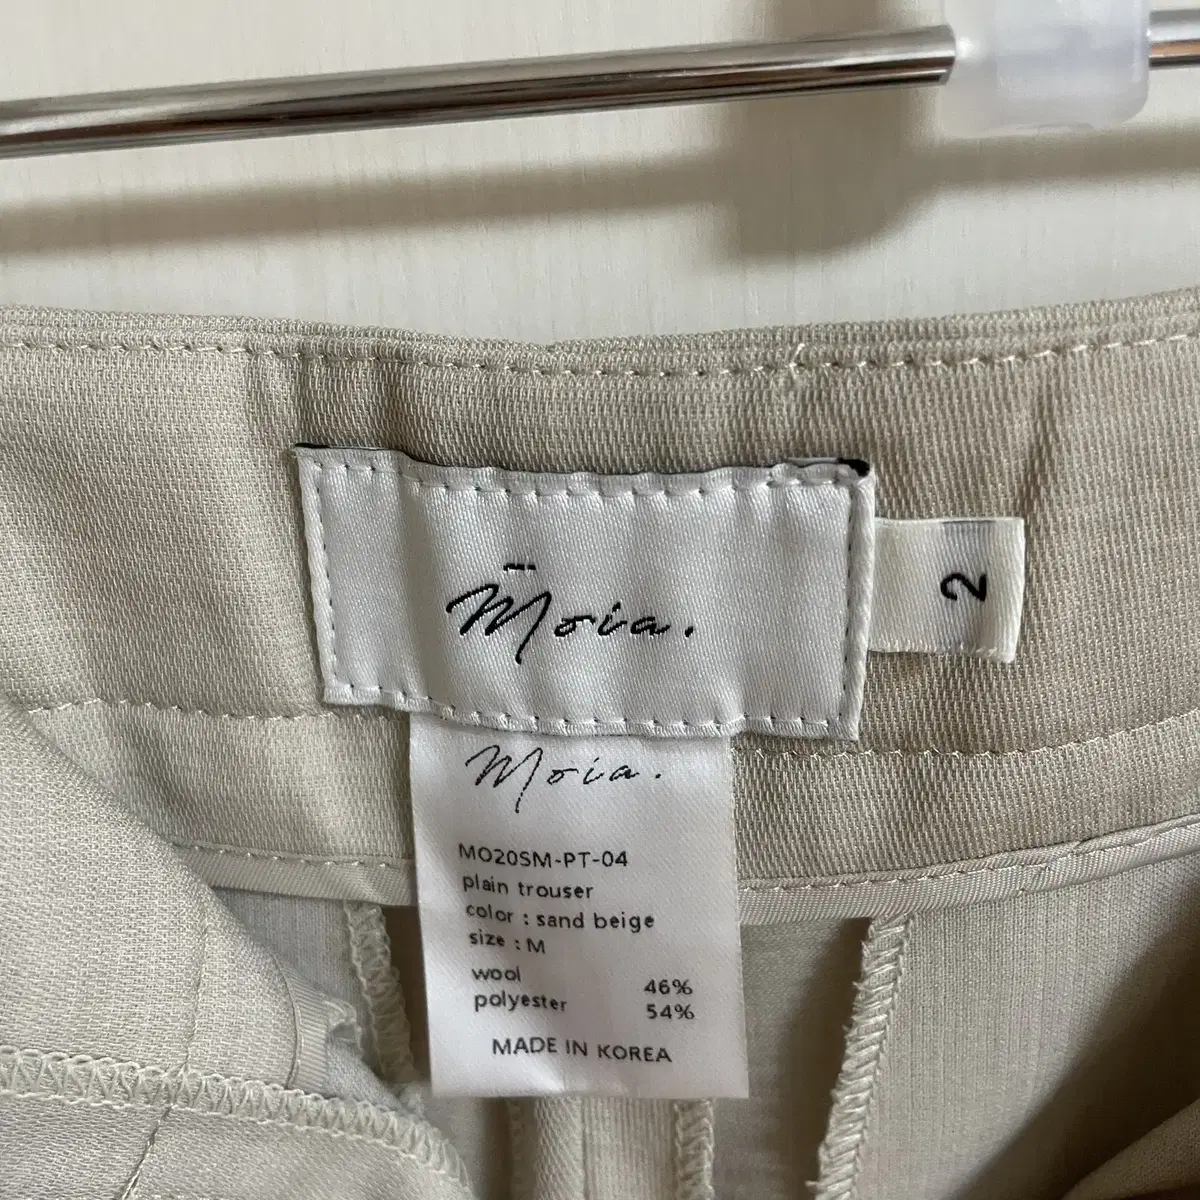 Moia.
2
Moia.
MO20SM-PT-04
plain trouser
color : sand beige
size : M
wool 46%
polyester 54%
MADE IN KOREA